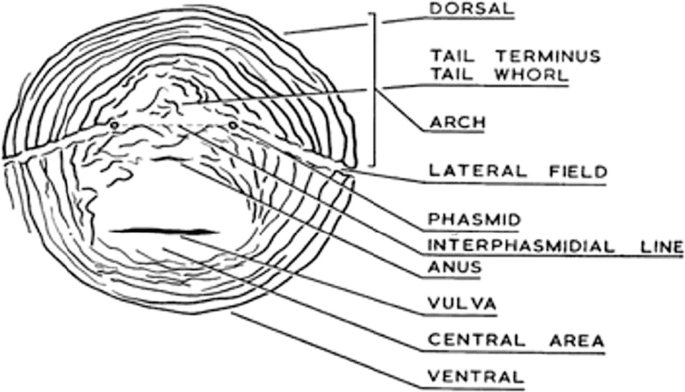 DORSAL
TAIL TERMINUS
TAIL WHORL
ARCH
LATERAL FIELD
PHASMID
INTERPHASMIDIAL LINE
ANUS
VULVA
CENTRAL AREA
VENTRAL